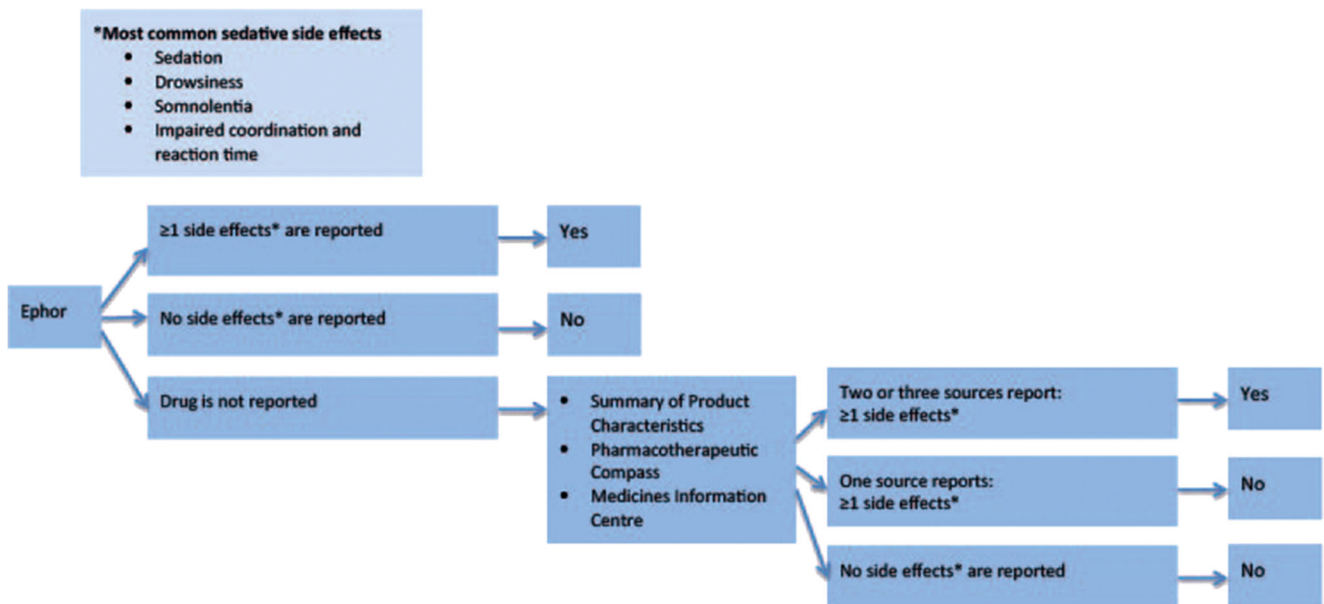 *Most common sedative side effects
• Sedation
• Drowsiness
• Somnolentia
• Impaired coordination and
reaction time
≥1 side effects* are reported
Yes
Ephor
No side effects* are reported
No
Drug is not reported
• Summary of Product
Characteristics
• Pharmacotherapeutic
Compass
• Medicines Information
Centre
Two or three sources report:
≥1 side effects*
Yes
One source reports:
≥1 side effects*
No
No side effects* are reported
No